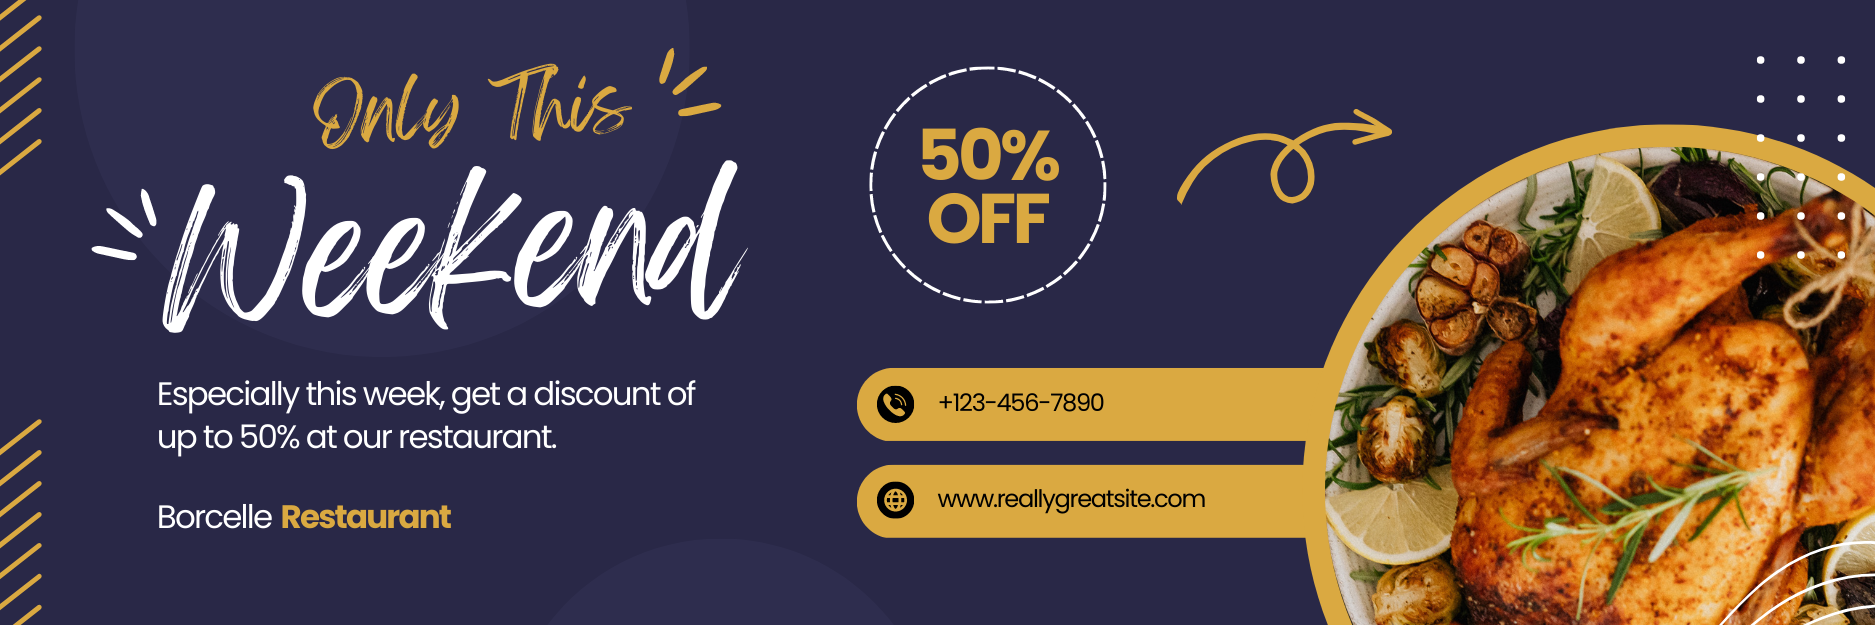 Only This
Weekend
Especially this week, get a discount of
up to 50% at our restaurant.
Borcelle Restaurant
50%
OFF
+123-456-7890
www.reallygreatsite.com